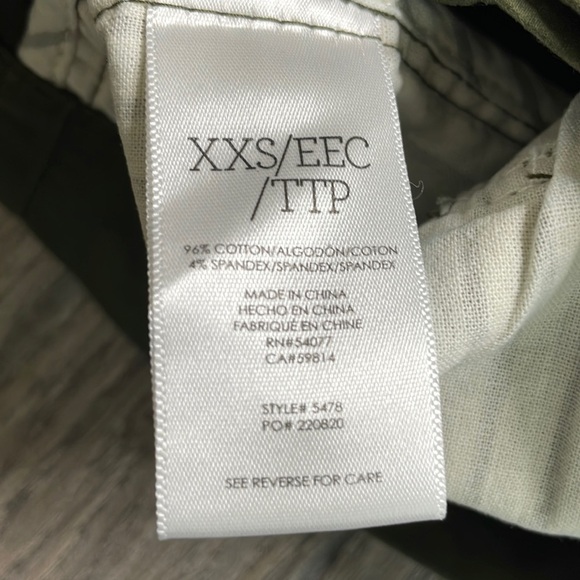 XXS/EEC
/TTP
96% COTTON/ALGODÓN/COTON
4% SPANDEX/SPANDEX/SPANDEX
MADE IN CHINA
HECHO EN CHINA
FABRIQUÉ EN CHINE
RN#54077
CA#59814
STYLE# 5478
PO# 220820
SEE REVERSE FOR CARE